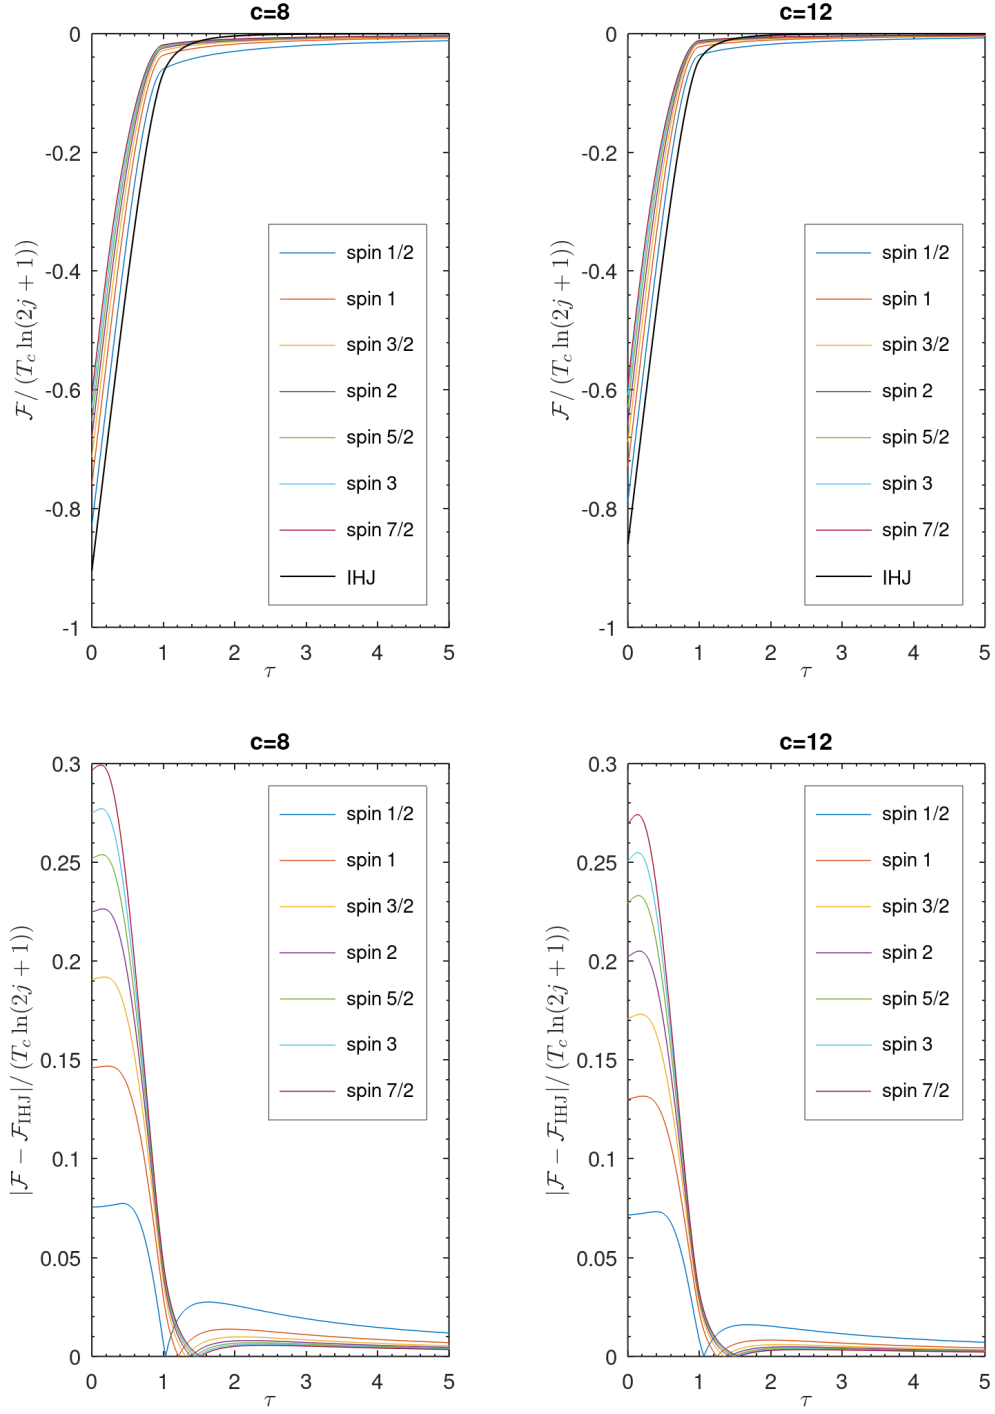 c=8
0
-0.2
-0.4
-0.6
-0.8
-1
0 1 2 3 4 5
τ
ℱ/ (T_c ln(2j + 1))
spin 1/2
spin 1
spin 3/2
spin 2
spin 5/2
spin 3
spin 7/2
IHJ
c=12
0
-0.2
-0.4
-0.6
-0.8
-1
0 1 2 3 4 5
τ
ℱ/ (T_c ln(2j + 1))
spin 1/2
spin 1
spin 3/2
spin 2
spin 5/2
spin 3
spin 7/2
IHJ
c=8
0.3
0.25
0.2
0.15
0.1
0.05
0
0 1 2 3 4 5
τ
|ℱ − ℱ_IHJ|/ (T_c ln(2j + 1))
spin 1/2
spin 1
spin 3/2
spin 2
spin 5/2
spin 3
spin 7/2
c=12
0.3
0.25
0.2
0.15
0.1
0.05
0
0 1 2 3 4 5
τ
|ℱ − ℱ_IHJ|/ (T_c ln(2j + 1))
spin 1/2
spin 1
spin 3/2
spin 2
spin 5/2
spin 3
spin 7/2